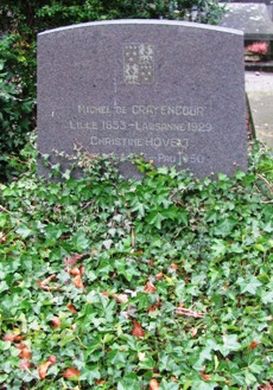 MICHEL DE CRAYENCOUR
LILLE 1853 – LAUSANNE 1929
CHRISTINE HOVELT
PAU 1950